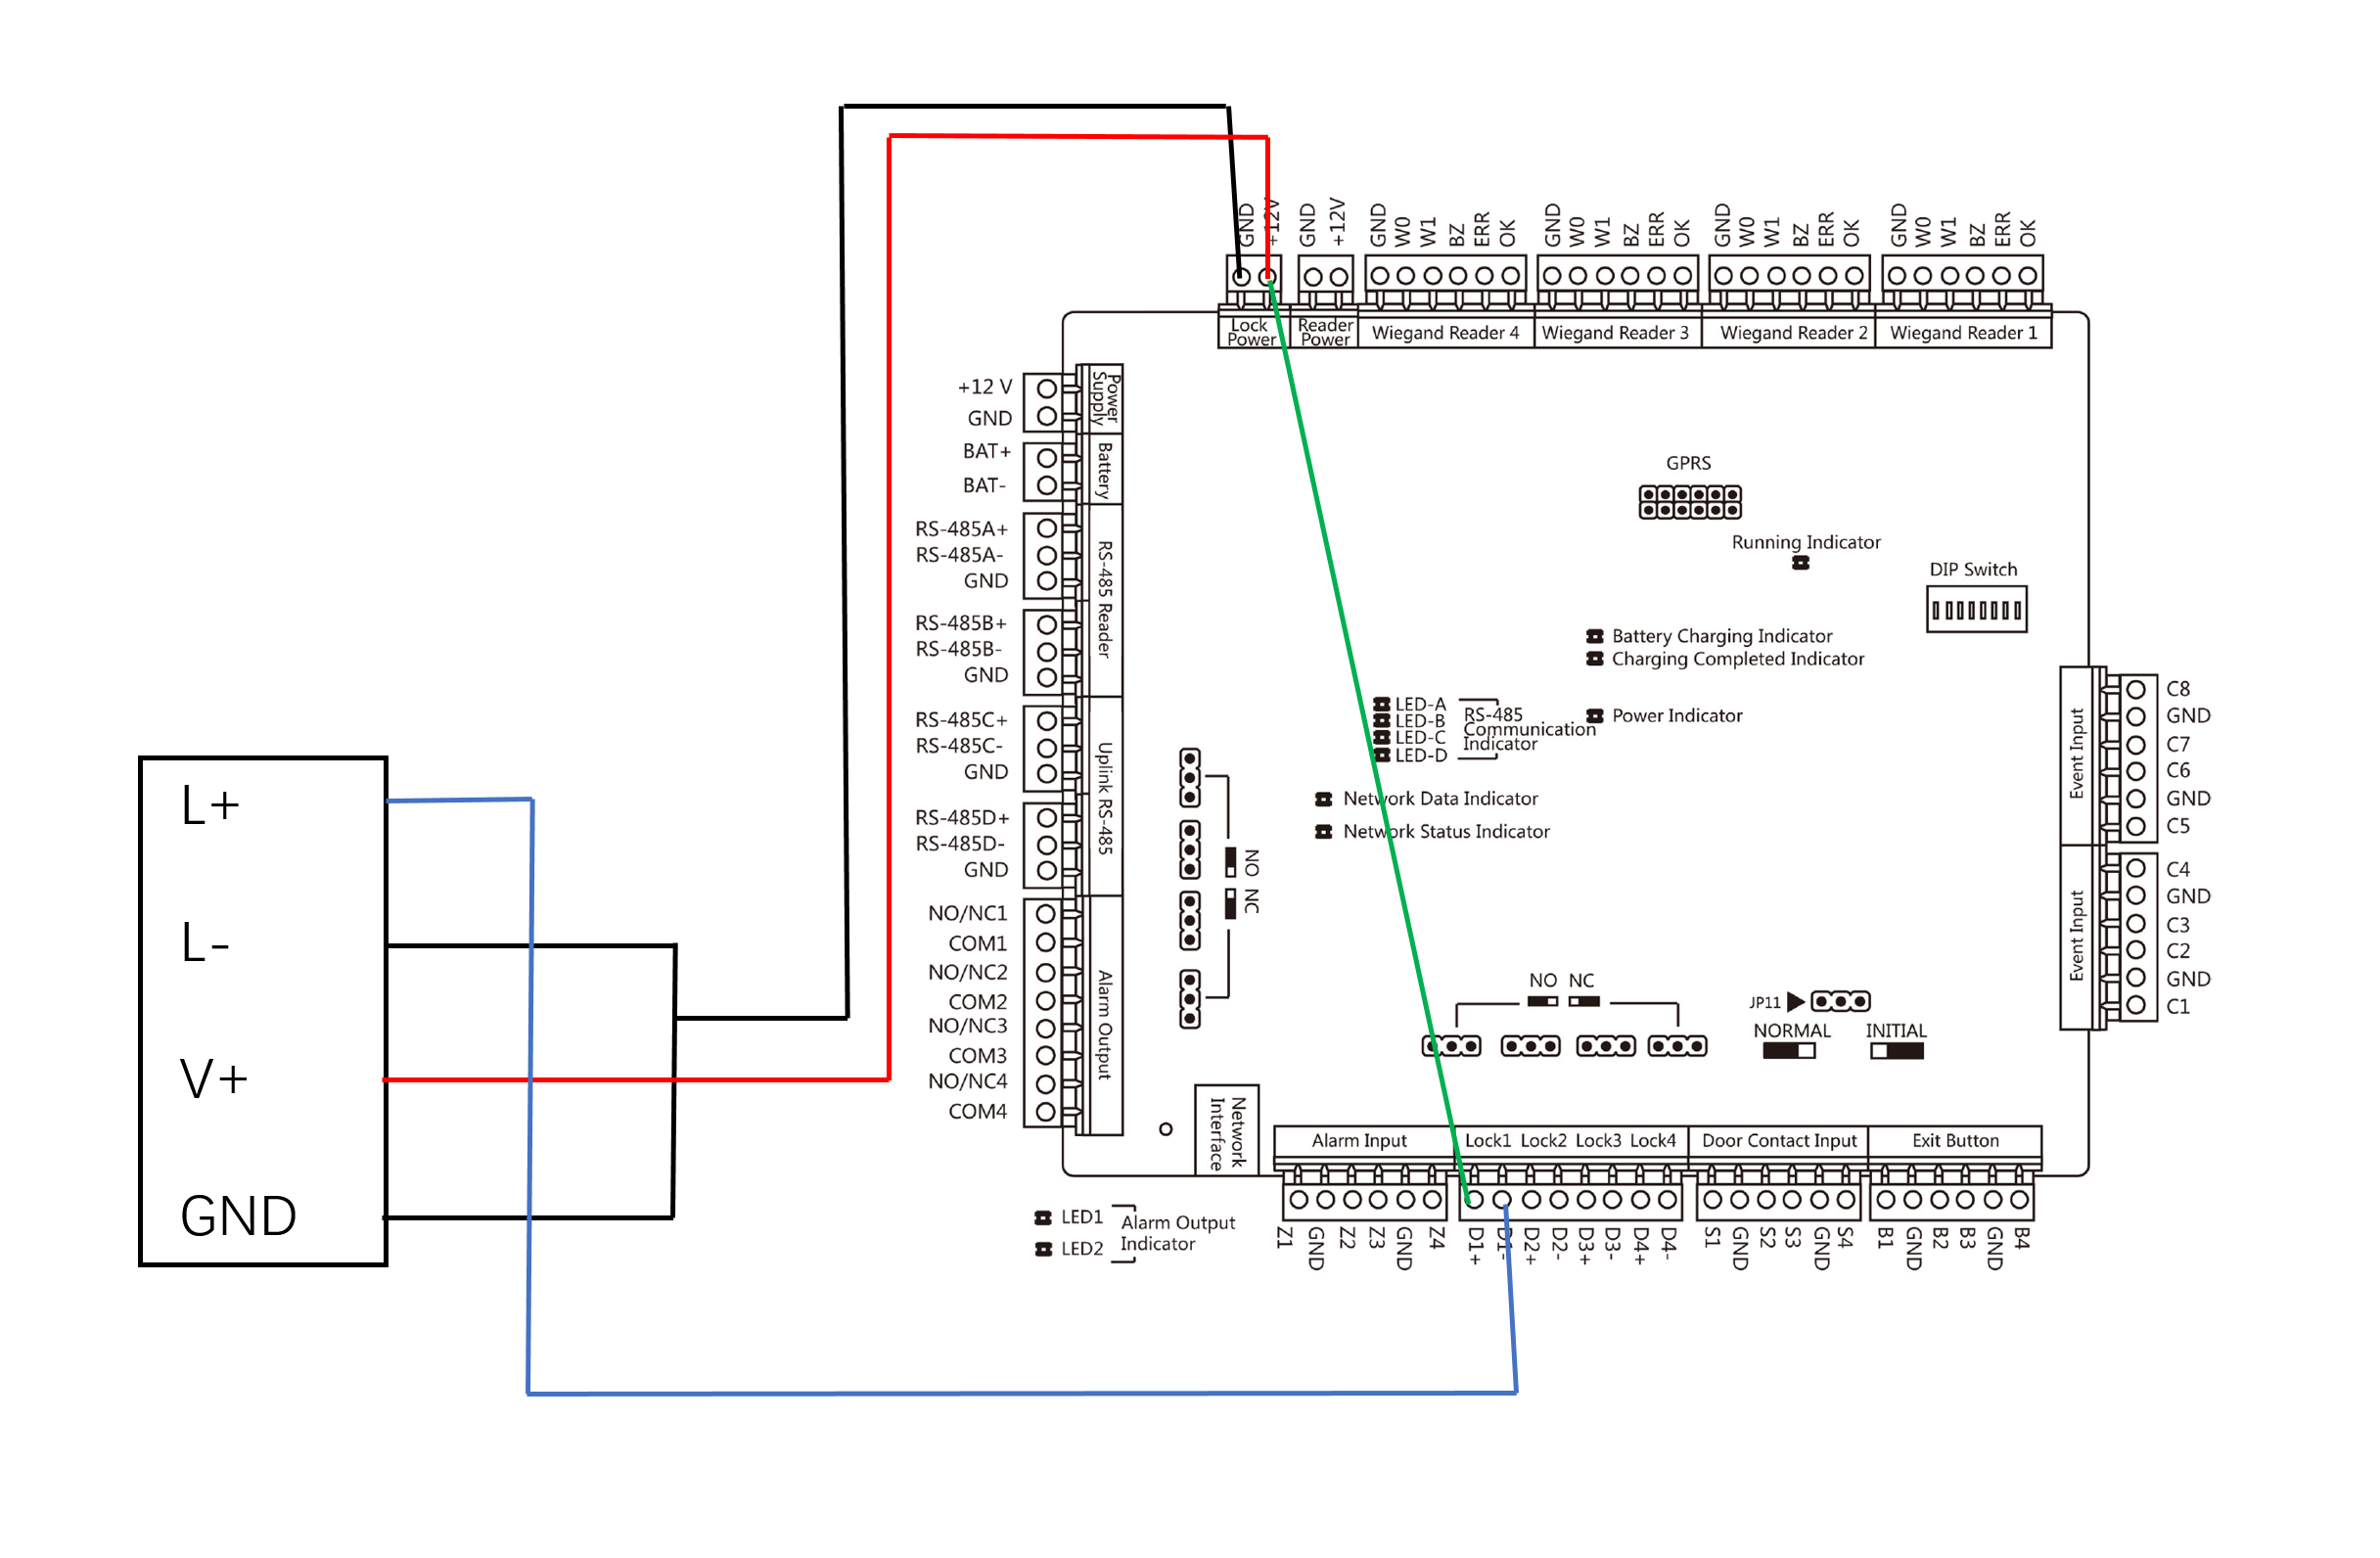 GND
+12V
GND
+12V
GND
W0
W1
BZ
ERR
OK
GND
W0
W1
BZ
ERR
OK
GND
W0
W1
BZ
ERR
OK
GND
W0
W1
BZ
ERR
OK
Lock
Power
Reader
Power
Wiegand Reader 4
Wiegand Reader 3
Wiegand Reader 2
Wiegand Reader 1
+12 V
GND
Power
Supply
BAT+
BAT-
Battery
RS-485A+
RS-485A-
GND
RS-485B+
RS-485B-
GND
RS-485 Reader
RS-485C+
RS-485C-
GND
RS-485D+
RS-485D-
GND
Uplink RS-485
NO/NC1
COM1
NO/NC2
COM2
NO/NC3
COM3
NO/NC4
COM4
Alarm Output
GPRS
Running Indicator
DIP Switch
Battery Charging Indicator
Charging Completed Indicator
LED-A
LED-B
LED-C
LED-D
RS-485
Communication
Indicator
Power Indicator
Network Data Indicator
Network Status Indicator
NO
NC
NO NC
JP11
NORMAL
INITIAL
Event Input
C8
GND
C7
C6
GND
C5
Event Input
C4
GND
C3
C2
GND
C1
L+
L-
V+
GND
Network
Interface
Alarm Input
Lock1 Lock2 Lock3 Lock4
Door Contact Input
Exit Button
Z1
GND
Z2
Z3
GND
Z4
D1+
D1-
D2+
D2-
D3+
D3-
D4+
D4-
S1
GND
S2
S3
GND
S4
B1
GND
B2
B3
GND
B4
LED1
LED2
Alarm Output
Indicator